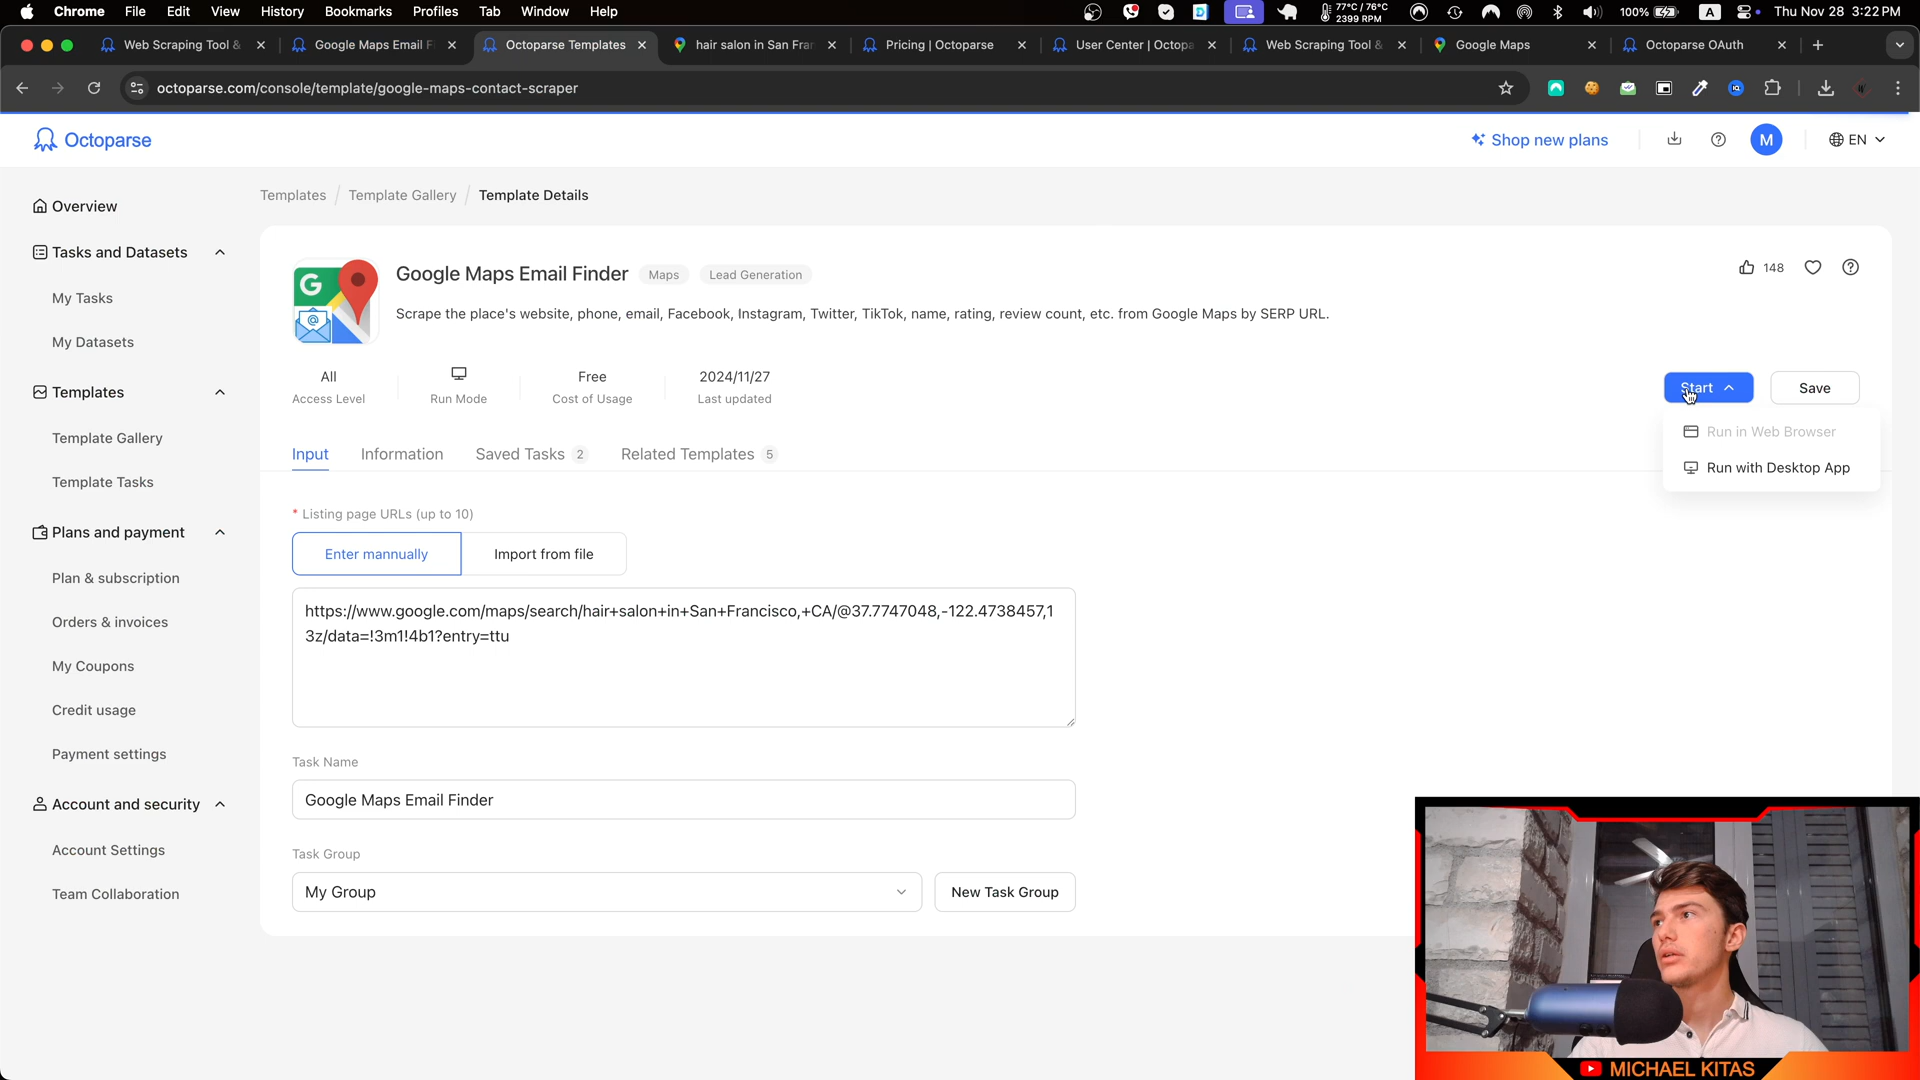 Chrome File Edit View History Bookmarks Profiles Tab Window Help
77°C / 76°C
2399 RPM
100% A Thu Nov 28 3:22 PM
Web Scraping Tool & Google Maps Email F Octoparse Templates hair salon in San Fran Pricing | Octoparse User Center | Octopa Web Scraping Tool & Google Maps Octoparse OAuth
octoparse.com/console/template/google-maps-contact-scraper
Octoparse
Shop new plans
M
EN
Overview
Tasks and Datasets
My Tasks
My Datasets
Templates
Template Gallery
Template Tasks
Plans and payment
Plan & subscription
Orders & invoices
My Coupons
Credit usage
Payment settings
Account and security
Account Settings
Team Collaboration
Templates / Template Gallery / Template Details
Google Maps Email Finder Maps Lead Generation
148
Scrape the place's website, phone, email, Facebook, Instagram, Twitter, TikTok, name, rating, review count, etc. from Google Maps by SERP URL.
All Free 2024/11/27
Access Level Run Mode Cost of Usage Last updated
Start Save
Run in Web Browser
Run with Desktop App
Input Information Saved Tasks 2 Related Templates 5
* Listing page URLs (up to 10)
Enter mannually Import from file
https://www.google.com/maps/search/hair+salon+in+San+Francisco,+CA/@37.7747048,-122.4738457,1
3z/data=!3m1!4b1?entry=ttu
Task Name
Google Maps Email Finder
Task Group
My Group New Task Group
MICHAEL KITAS